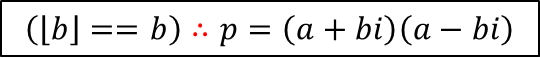 (⌊b⌋ == b) ∴ p = (a + bi)(a − bi)